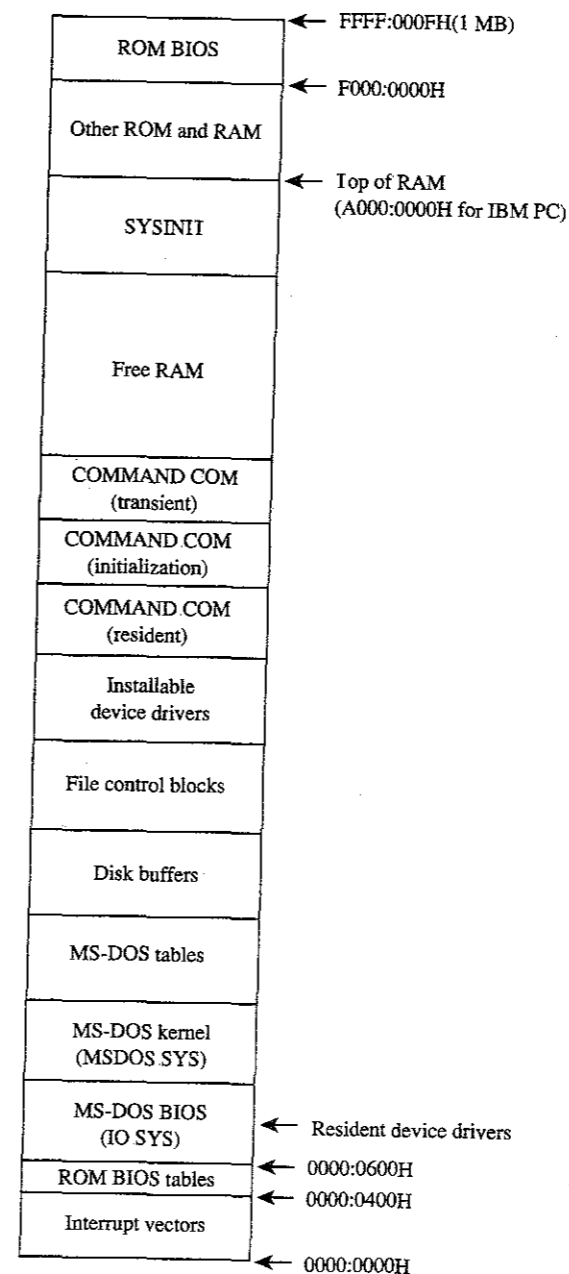 FFFF:000FH(1 MB)
ROM BIOS
F000:0000H
Other ROM and RAM
Top of RAM
(A000:0000H for IBM PC)
SYSINIT
Free RAM
COMMAND COM
(transient)
COMMAND.COM
(initialization)
COMMAND.COM
(resident)
Installable
device drivers
File control blocks
Disk buffers
MS-DOS tables
MS-DOS kernel
(MSDOS.SYS)
MS-DOS BIOS
(IO SYS)
Resident device drivers
0000:0600H
ROM BIOS tables
0000:0400H
Interrupt vectors
0000:0000H